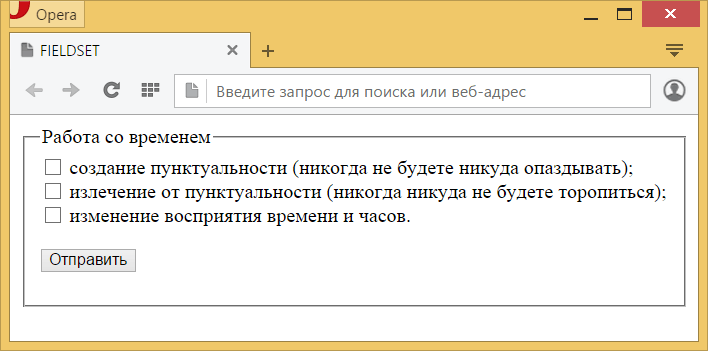 Opera
FIELDSET
Введите запрос для поиска или веб-адрес
Работа со временем
создание пунктуальности (никогда не будете никуда опаздывать);
излечение от пунктуальности (никогда никуда не будете торопиться);
изменение восприятия времени и часов.
Отправить